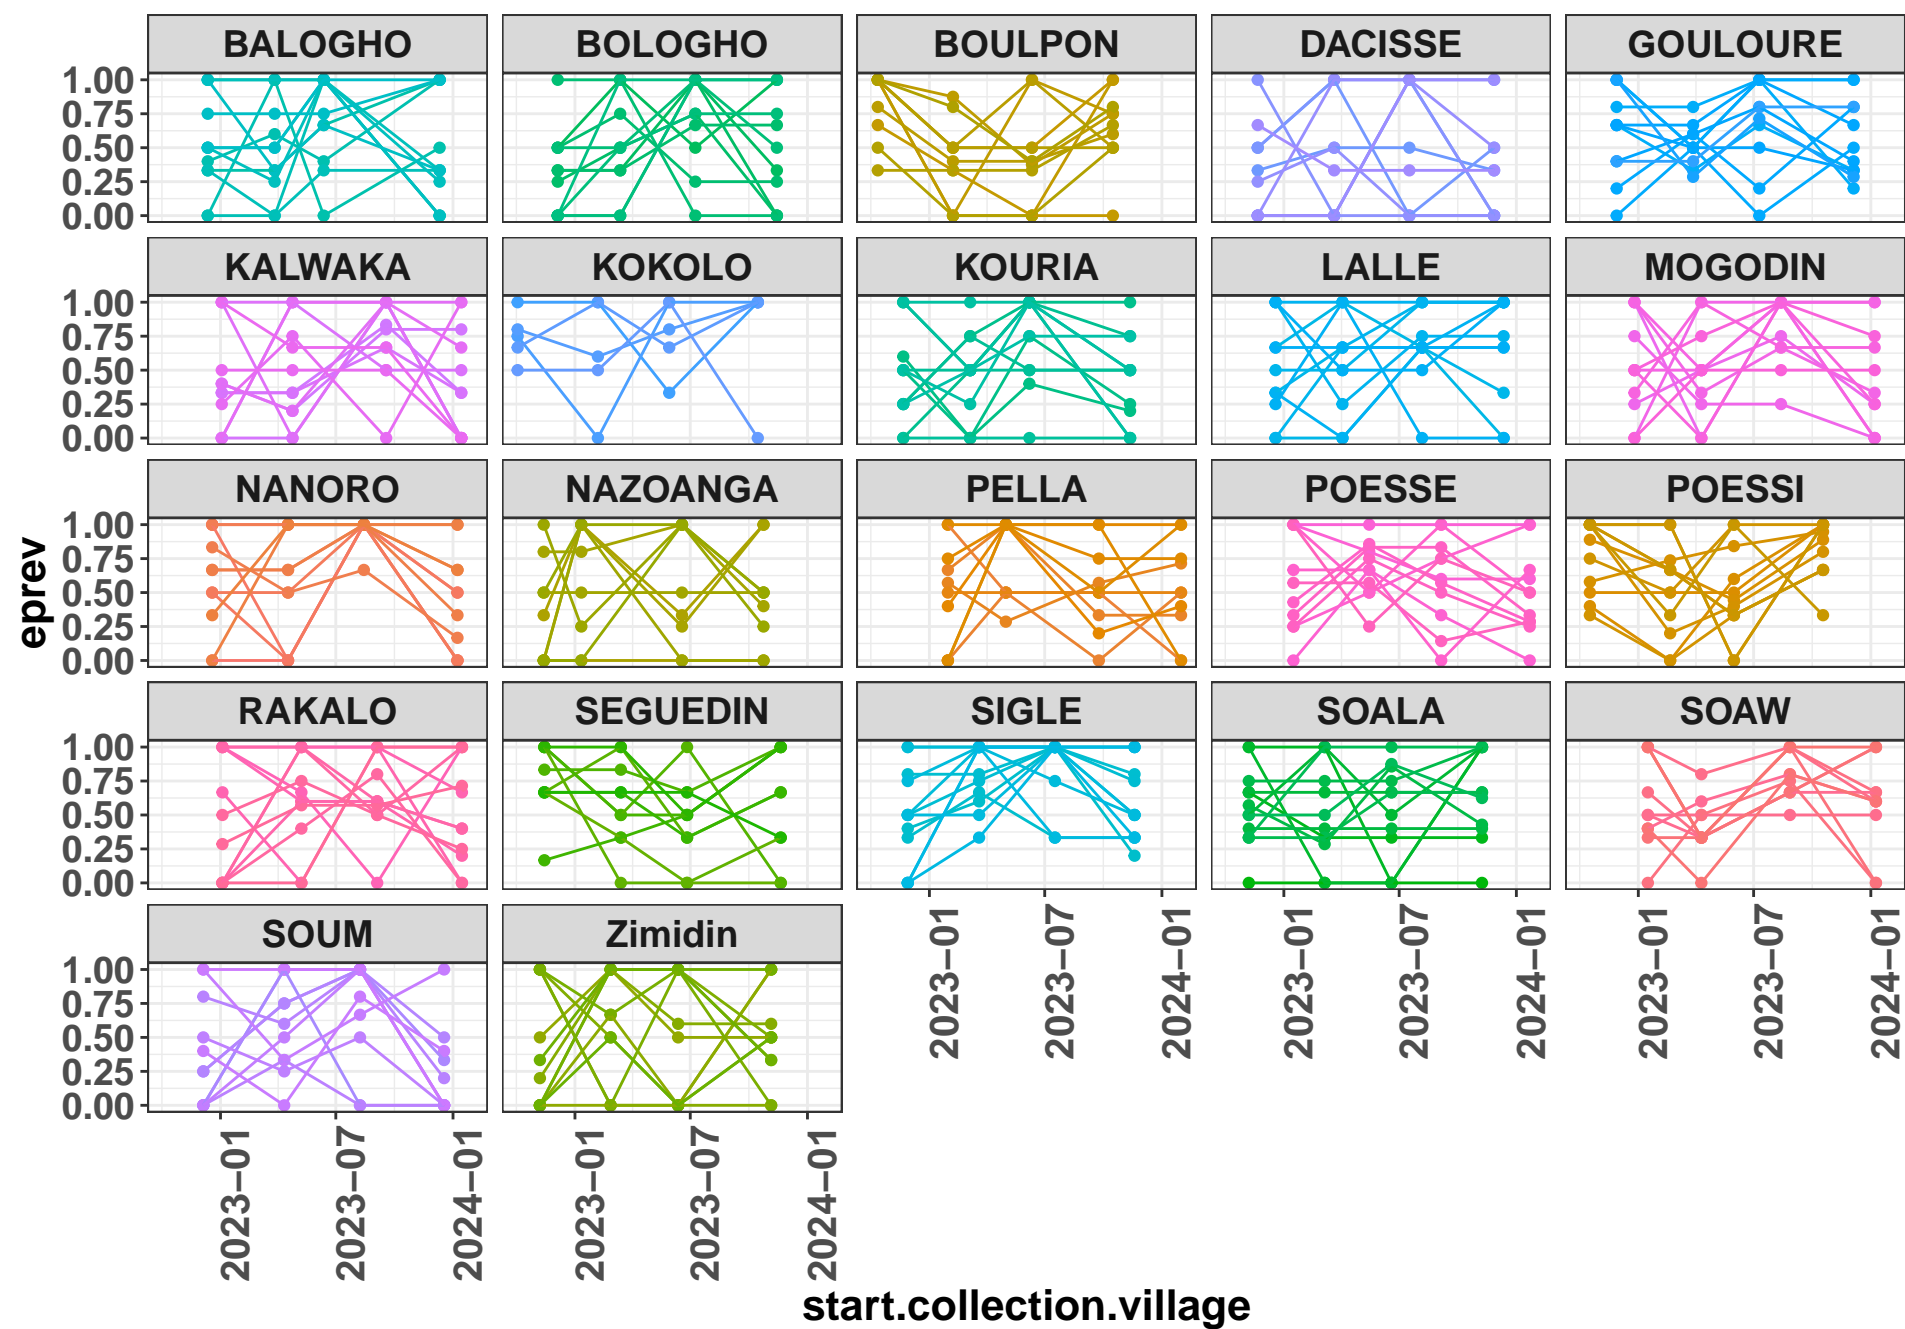 BALOGHO BOLOGHO BOULPON DACISSE GOULOURE
1.00
0.75
0.50
0.25
0.00
KALWAKA KOKOLO KOURIA LALLE MOGODIN
1.00
0.75
0.50
0.25
0.00
NANORO NAZOANGA PELLA POESSE POESSI
1.00
0.75
0.50
0.25
0.00
eprev
RAKALO SEGUEDIN SIGLE SOALA SOAW
1.00
0.75
0.50
0.25
0.00
2023−01 2023−07 2024−01 2023−01 2023−07 2024−01 2023−01 2023−07 2024−01
SOUM Zimidin
1.00
0.75
0.50
0.25
0.00
2023−01 2023−07 2024−01 2023−01 2023−07 2024−01
start.collection.village